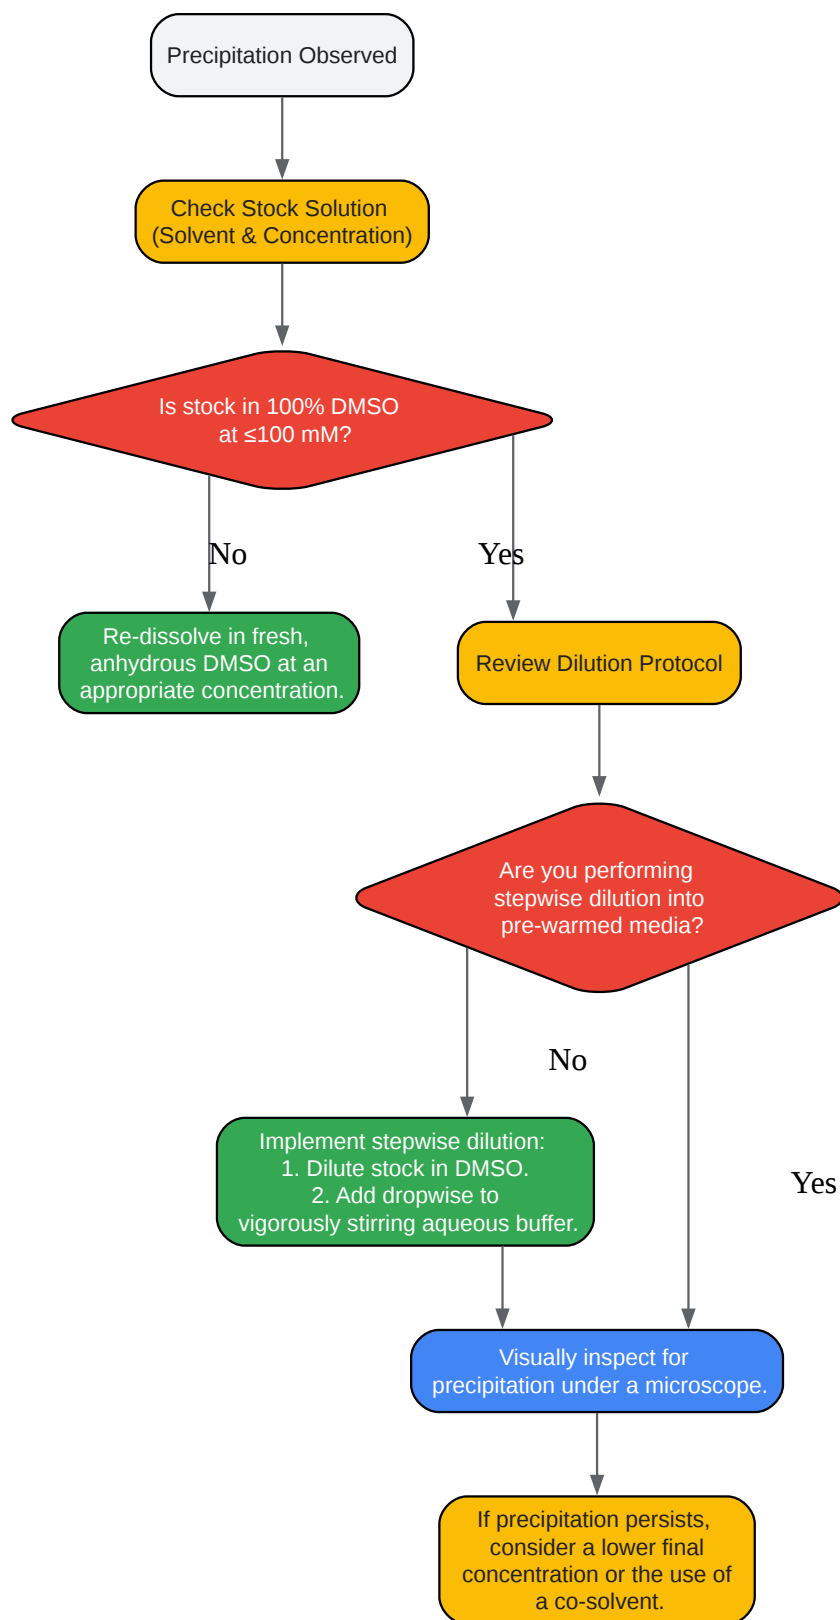 Precipitation Observed
Check Stock Solution
(Solvent & Concentration)
Is stock in 100% DMSO
at ≤100 mM?
No
Yes
Re-dissolve in fresh,
anhydrous DMSO at an
appropriate concentration.
Review Dilution Protocol
Are you performing
stepwise dilution into
pre-warmed media?
No
Implement stepwise dilution:
1. Dilute stock in DMSO.
2. Add dropwise to
vigorously stirring aqueous buffer.
Yes
Visually inspect for
precipitation under a microscope.
If precipitation persists,
consider a lower final
concentration or the use of
a co-solvent.